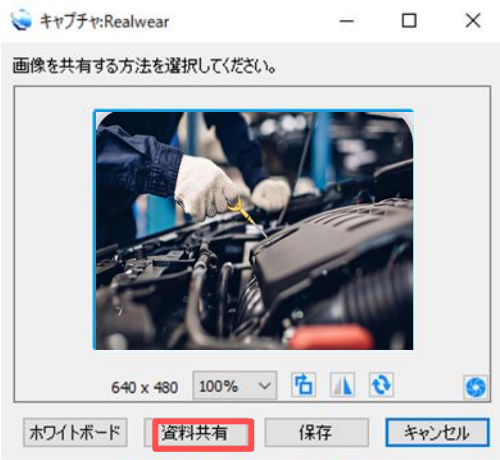 キャプチャ:Realwear
画像を共有する方法を選択してください。
640 x 480 100%
ホワイトボード 資料共有 保存 キャンセル